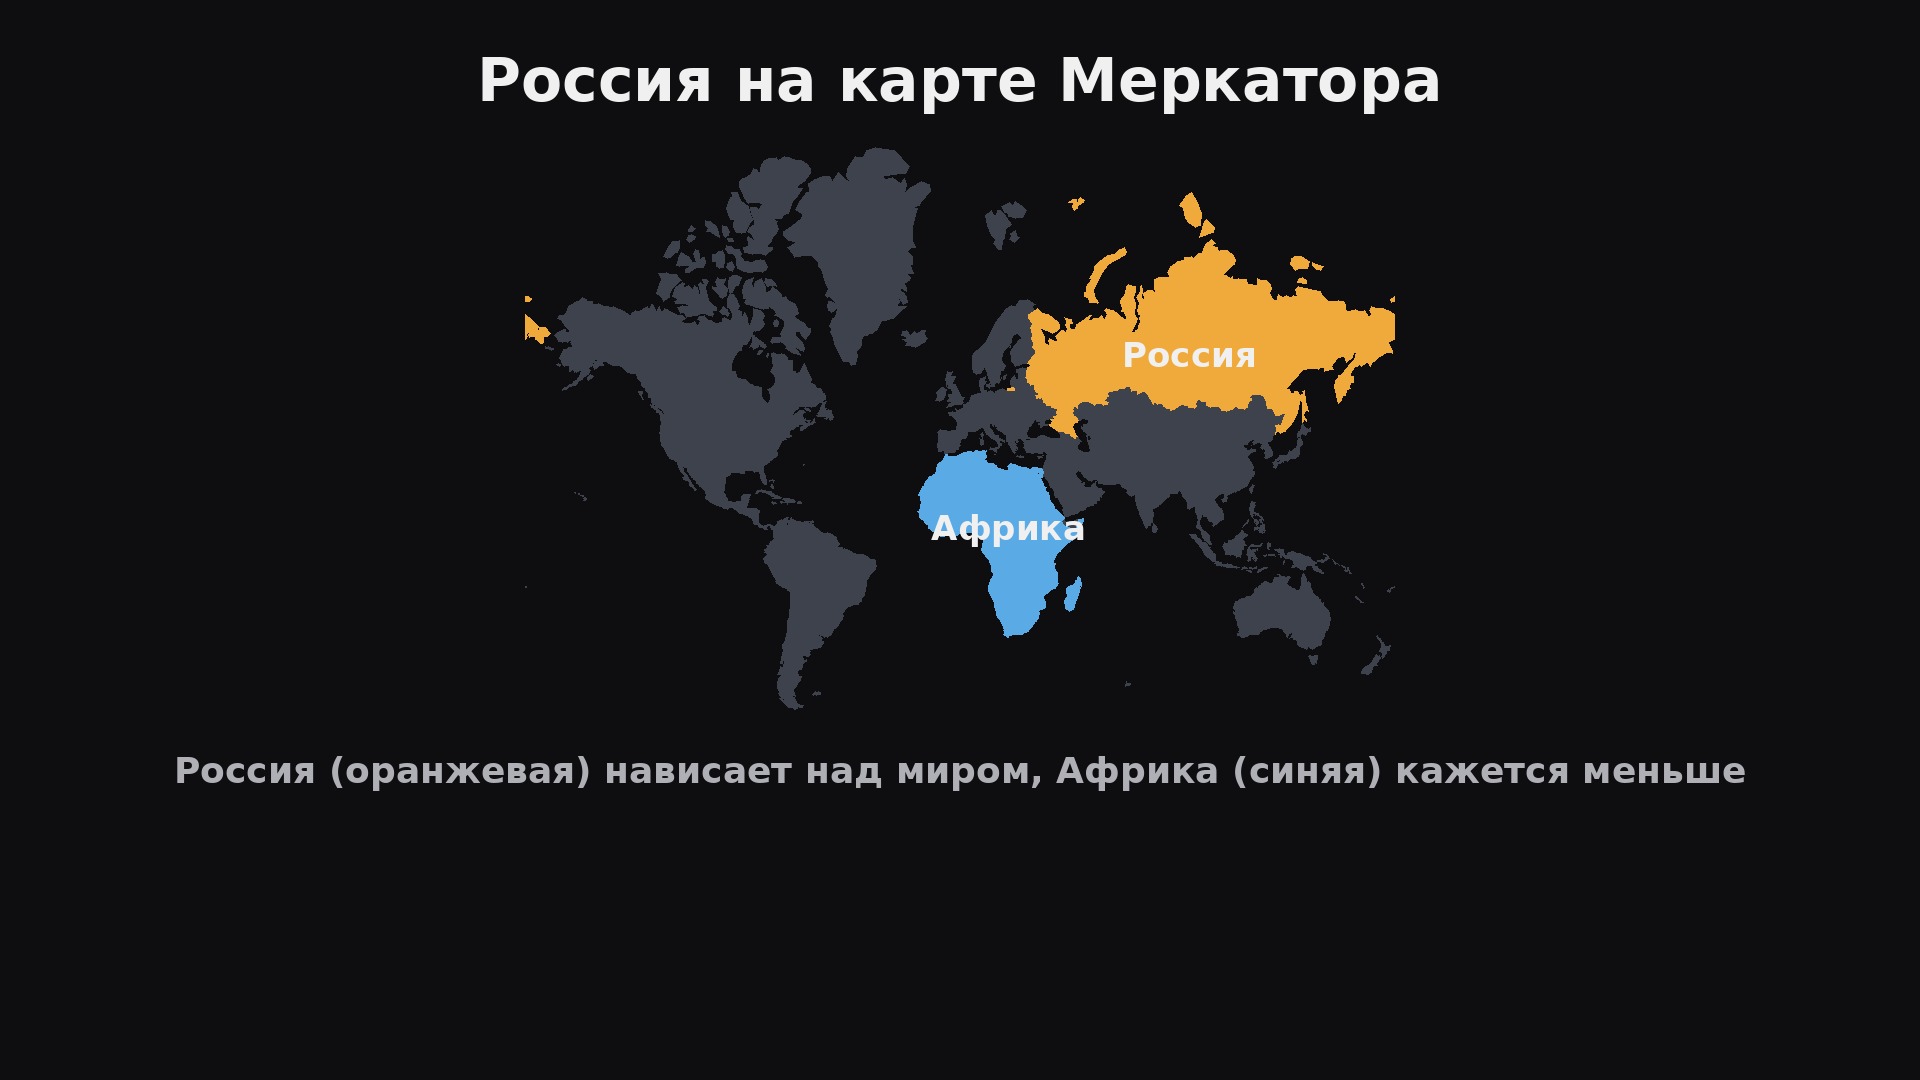 Россия на карте Меркатора
Россия
Африка
Россия (оранжевая) нависает над миром, Африка (синяя) кажется меньше